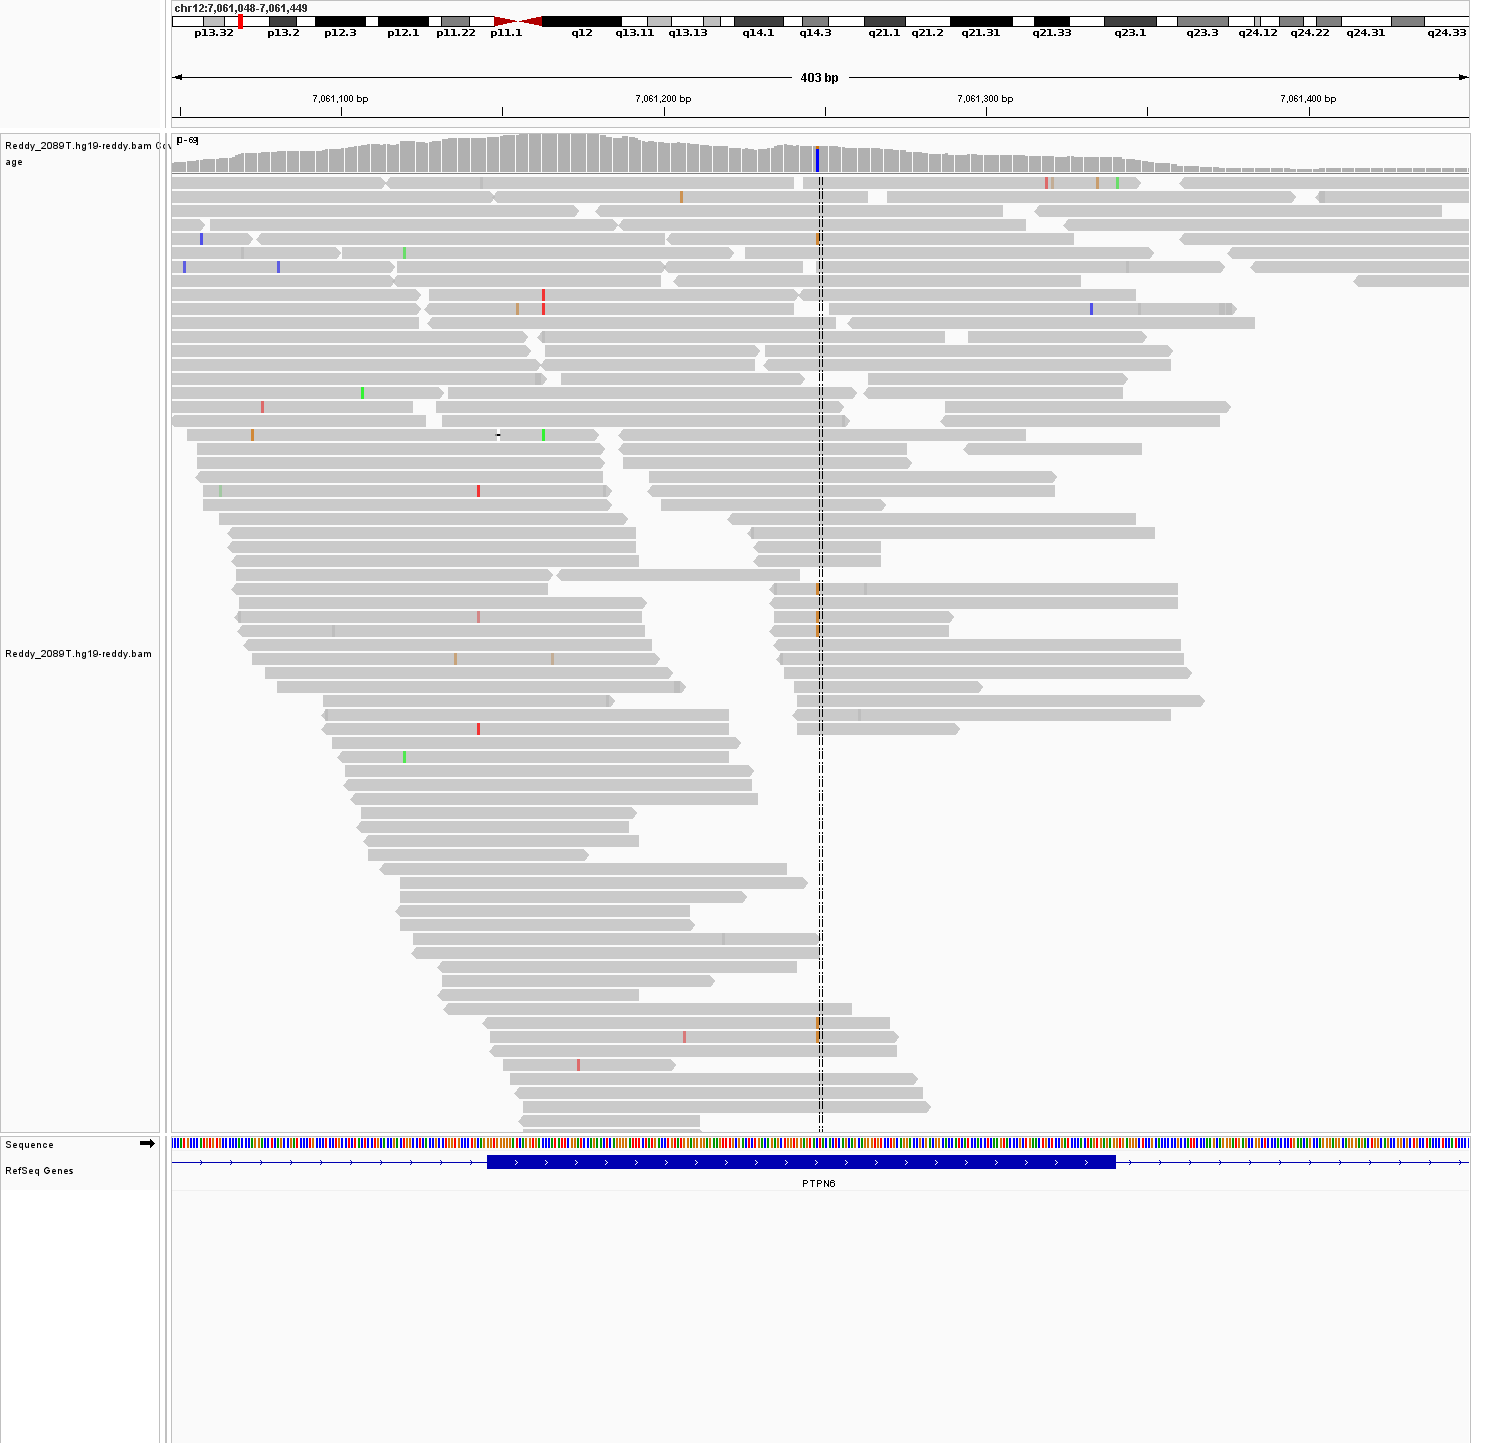 chr12:7,061,048-7,061,449
p13.32 p13.2 p12.3 p12.1 p11.22 p11.1 q12 q13.11 q13.13 q14.1 q14.3 q21.1 q21.2 q21.31 q21.33 q23.1 q23.3 q24.12 q24.22 q24.31 q24.33
403 bp
7,061,100 bp 7,061,200 bp 7,061,300 bp 7,061,400 bp
[0-69]
Reddy_2089T.hg19-reddy.bam Cov
age
Reddy_2089T.hg19-reddy.bam
Sequence
RefSeq Genes
PTPN6